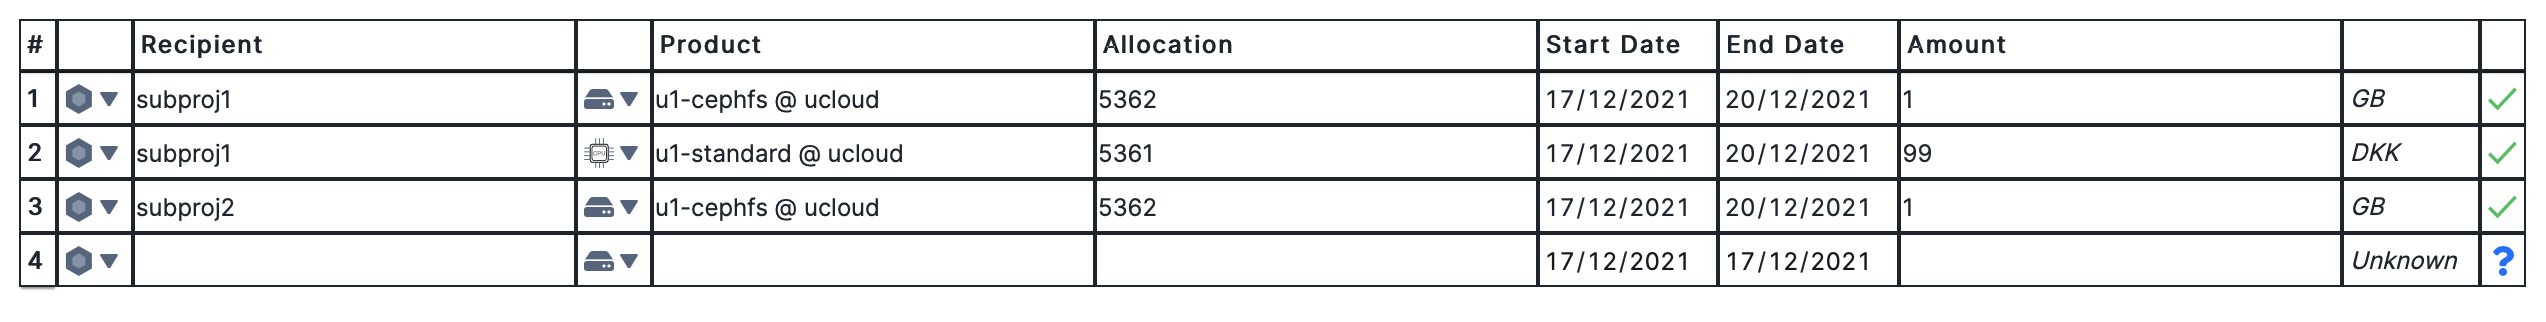 # Recipient Product Allocation Start Date End Date Amount
1 subproj1 u1-cephfs @ ucloud 5362 17/12/2021 20/12/2021 1 GB
2 subproj1 CPU u1-standard @ ucloud 5361 17/12/2021 20/12/2021 99 DKK
3 subproj2 u1-cephfs @ ucloud 5362 17/12/2021 20/12/2021 1 GB
4 17/12/2021 17/12/2021 Unknown ?